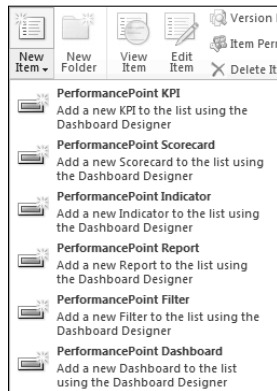 Version
Item Per
Delete It
New Item
New Folder
View Item
Edit Item
PerformancePoint KPI
Add a new KPI to the list using the
Dashboard Designer
PerformancePoint Scorecard
Add a new Scorecard to the list using
the Dashboard Designer
PerformancePoint Indicator
Add a new Indicator to the list using
the Dashboard Designer
PerformancePoint Report
Add a new Report to the list using
the Dashboard Designer
PerformancePoint Filter
Add a new Filter to the list using the
Dashboard Designer
PerformancePoint Dashboard
Add a new Dashboard to the list
using the Dashboard Designer